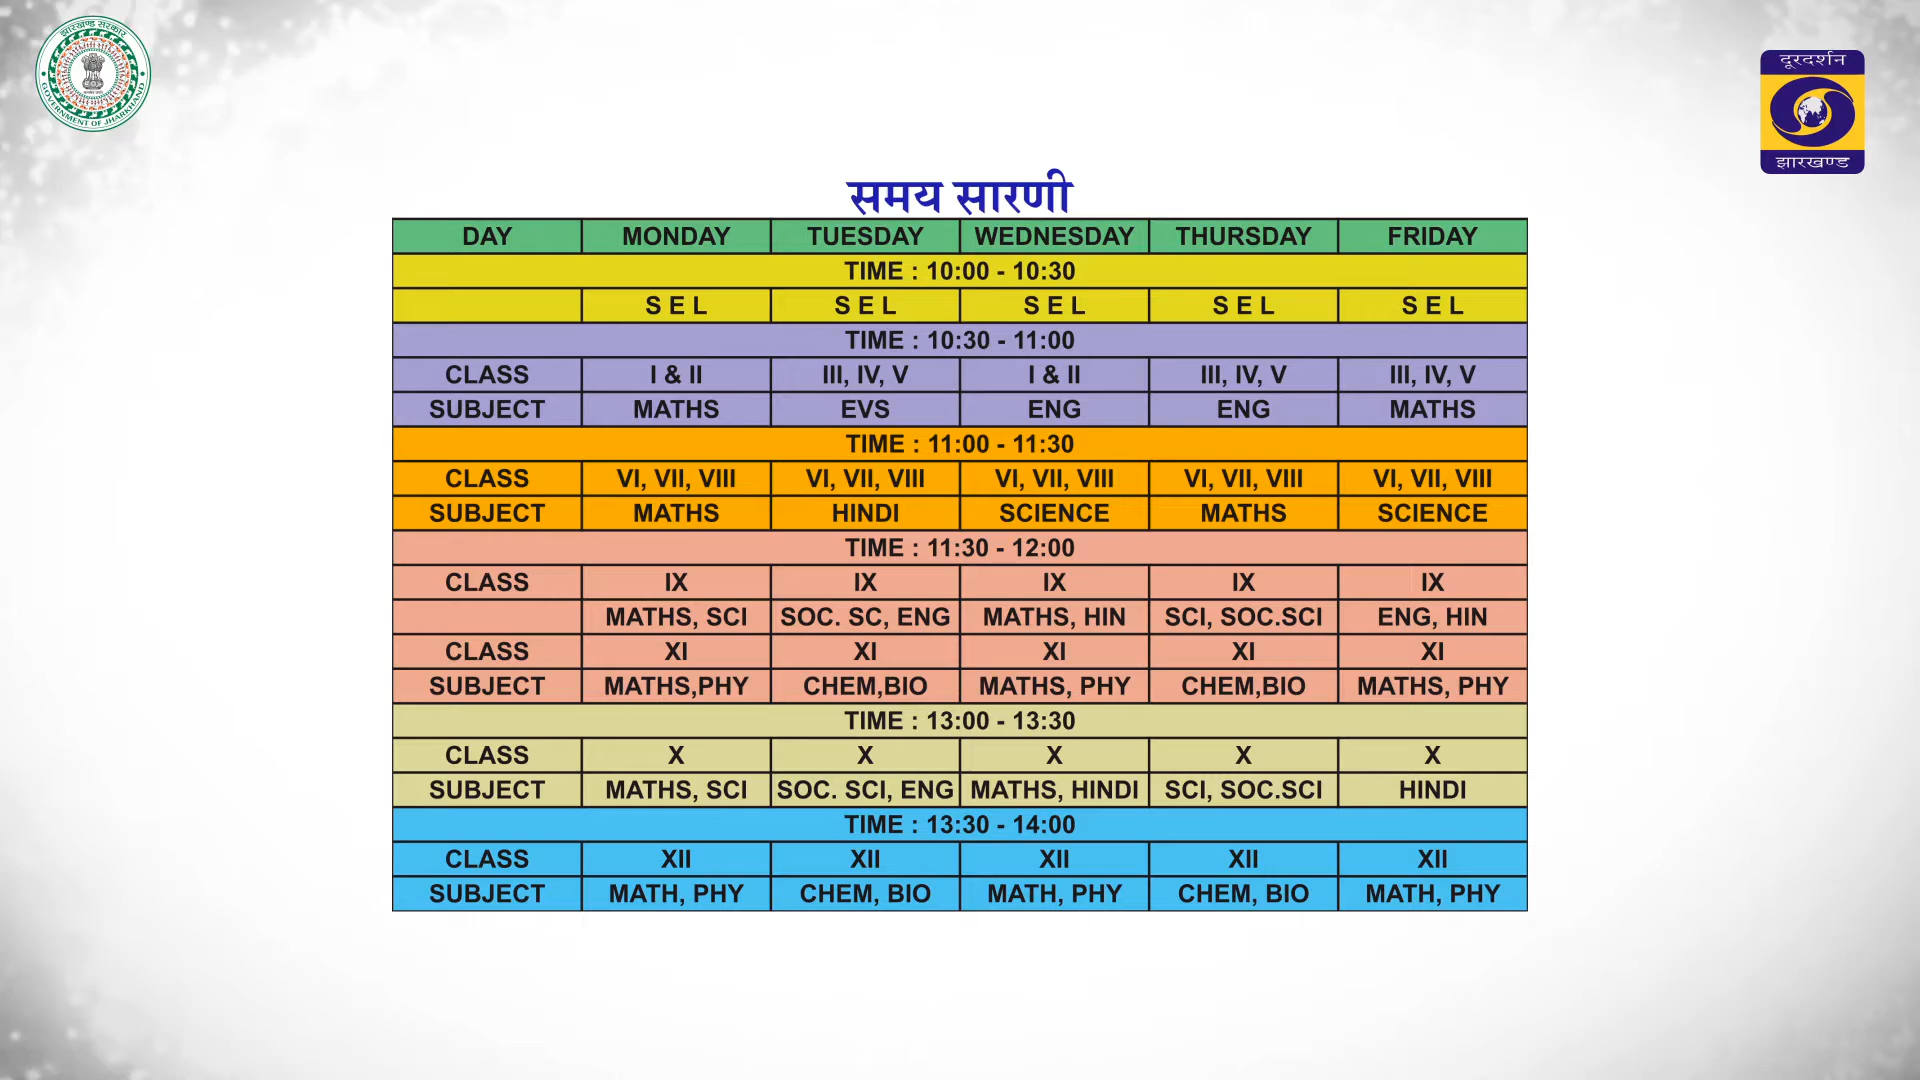 झारखण्ड सरकार
GOVERNMENT OF JHARKHAND
दूरदर्शन
झारखण्ड
समय सारणी
DAY MONDAY TUESDAY WEDNESDAY THURSDAY FRIDAY
TIME : 10:00 - 10:30
S E L S E L S E L S E L S E L
TIME : 10:30 - 11:00
CLASS I & II III, IV, V I & II III, IV, V III, IV, V
SUBJECT MATHS EVS ENG ENG MATHS
TIME : 11:00 - 11:30
CLASS VI, VII, VIII VI, VII, VIII VI, VII, VIII VI, VII, VIII VI, VII, VIII
SUBJECT MATHS HINDI SCIENCE MATHS SCIENCE
TIME : 11:30 - 12:00
CLASS IX IX IX IX IX
MATHS, SCI SOC. SC, ENG MATHS, HIN SCI, SOC.SCI ENG, HIN
CLASS XI XI XI XI XI
SUBJECT MATHS,PHY CHEM,BIO MATHS, PHY CHEM,BIO MATHS, PHY
TIME : 13:00 - 13:30
CLASS X X X X X
SUBJECT MATHS, SCI SOC. SCI, ENG MATHS, HINDI SCI, SOC.SCI HINDI
TIME : 13:30 - 14:00
CLASS XII XII XII XII XII
SUBJECT MATH, PHY CHEM, BIO MATH, PHY CHEM, BIO MATH, PHY